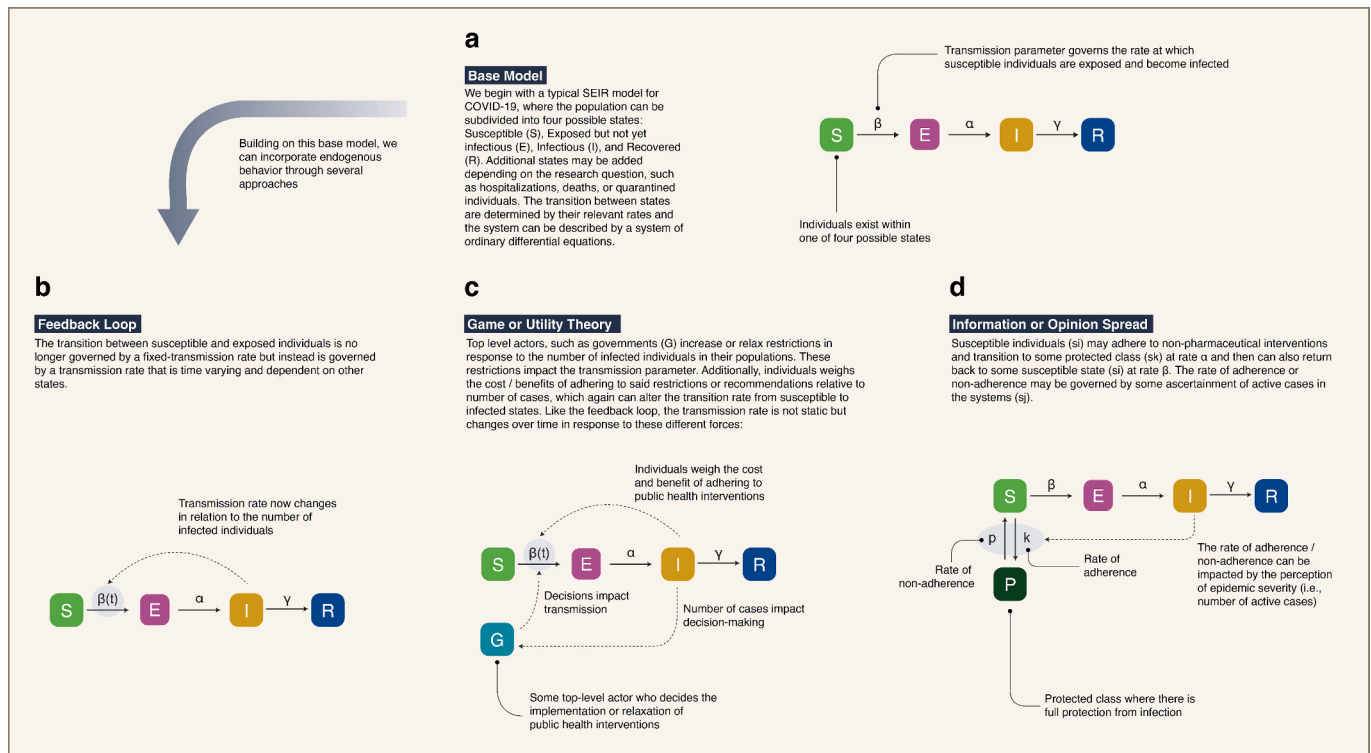 a
Base Model
We begin with a typical SEIR model for
COVID-19, where the population can be
subdivided into four possible states:
Susceptible (S), Exposed but not yet
infectious (E), Infectious (I), and Recovered
(R). Additional states may be added
depending on the research question, such
as hospitalizations, deaths, or quarantined
individuals. The transition between states
are determined by their relevant rates and
the system can be described by a system of
ordinary differential equations.
Transmission parameter governs the rate at which
susceptible individuals are exposed and become infected
S β E α I γ R
Individuals exist within
one of four possible states
Building on this base model, we
can incorporate endogenous
behavior through several
approaches
b
Feedback Loop
The transition between susceptible and exposed individuals is no
longer governed by a fixed-transmission rate but instead is governed
by a transmission rate that is time varying and dependent on other
states.
Transmission rate now changes
in relation to the number of
infected individuals
S β(t) E α I γ R
c
Game or Utility Theory
Top level actors, such as governments (G) increase or relax restrictions in
response to the number of infected individuals in their populations. These
restrictions impact the transmission parameter. Additionally, individuals weighs
the cost / benefits of adhering to said restrictions or recommendations relative to
number of cases, which again can alter the transition rate from susceptible to
infected states. Like the feedback loop, the transmission rate is not static but
changes over time in response to these different forces:
Individuals weigh the cost
and benefit of adhering to
public health interventions
S β(t) E α I γ R
Decisions impact
transmission
Number of cases impact
decision-making
G
Some top-level actor who decides the
implementation or relaxation of
public health interventions
d
Information or Opinion Spread
Susceptible individuals (si) may adhere to non-pharmaceutical interventions
and transition to some protected class (sk) at rate α and then can also return
back to some susceptible state (si) at rate β. The rate of adherence or
non-adherence may be governed by some ascertainment of active cases in
the systems (sj).
S β E α I γ R
p k
Rate of
non-adherence
Rate of
adherence
The rate of adherence /
non-adherence can be
impacted by the perception
of epidemic severity (i.e.,
number of active cases)
P
Protected class where there is
full protection from infection